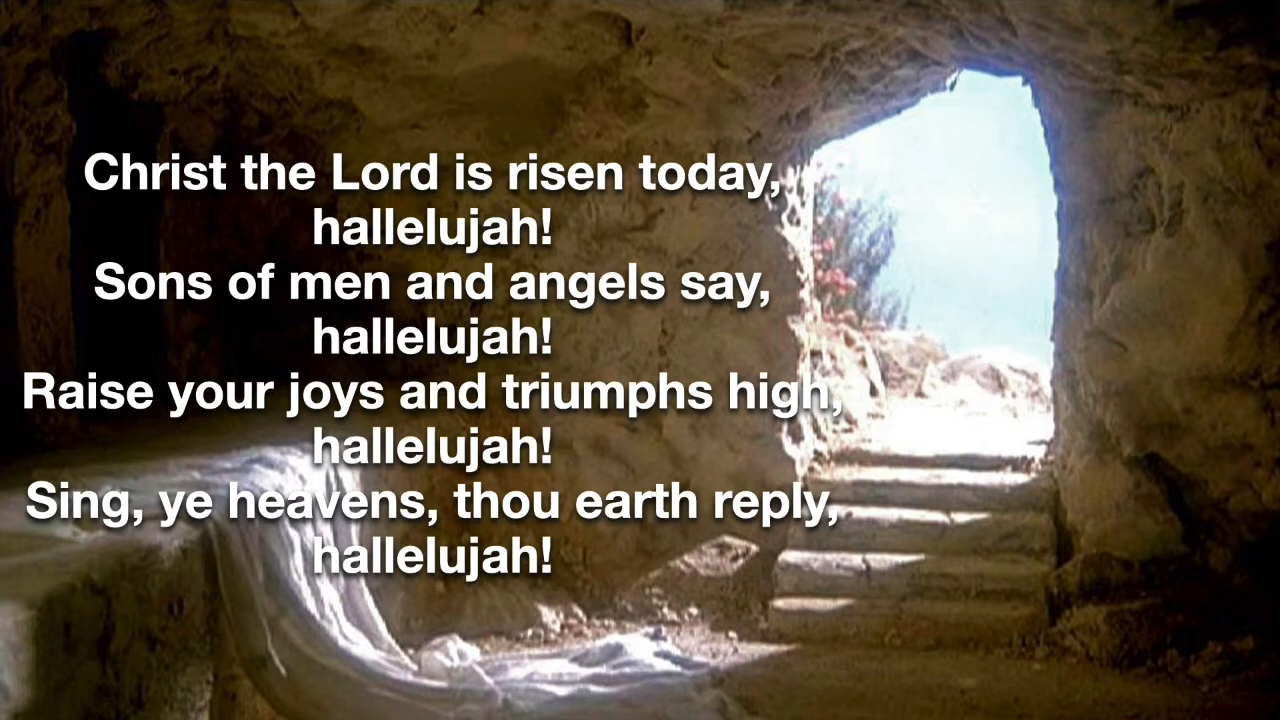 Christ the Lord is risen today,
hallelujah!
Sons of men and angels say,
hallelujah!
Raise your joys and triumphs high,
hallelujah!
Sing, ye heavens, thou earth reply,
hallelujah!